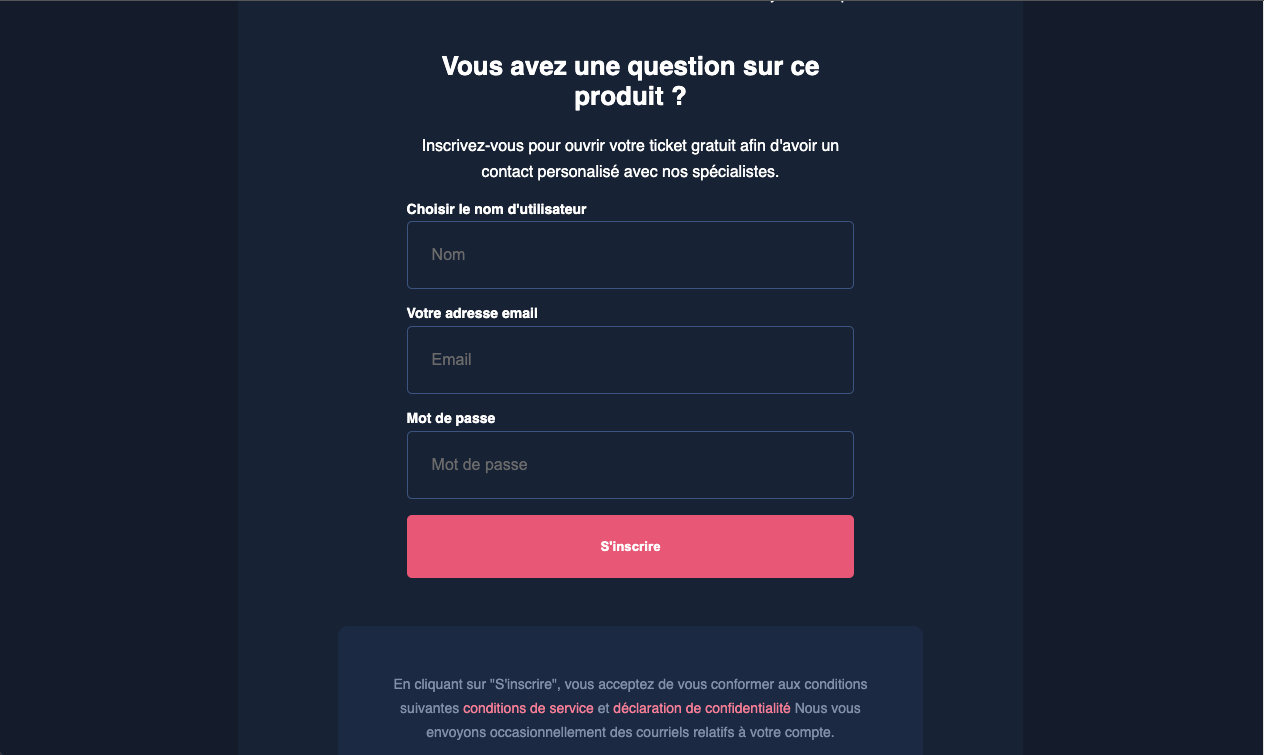 Vous avez une question sur ce
produit ?
Inscrivez-vous pour ouvrir votre ticket gratuit afin d'avoir un
contact personalisé avec nos spécialistes.
Choisir le nom d'utilisateur
Nom
Votre adresse email
Email
Mot de passe
Mot de passe
S'inscrire
En cliquant sur "S'inscrire", vous acceptez de vous conformer aux conditions
suivantes conditions de service et déclaration de confidentialité Nous vous
envoyons occasionnellement des courriels relatifs à votre compte.